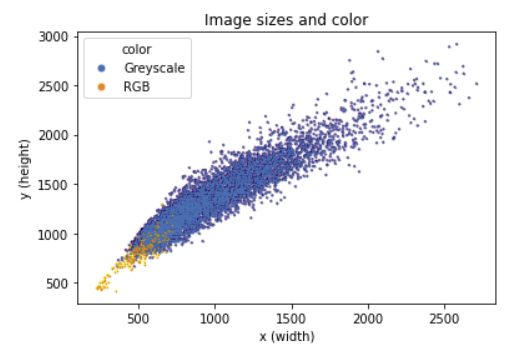 Image sizes and color
3000
2500
2000
1500
1000
500
y (height)
color
Greyscale
RGB
500
1000
1500
2000
2500
x (width)